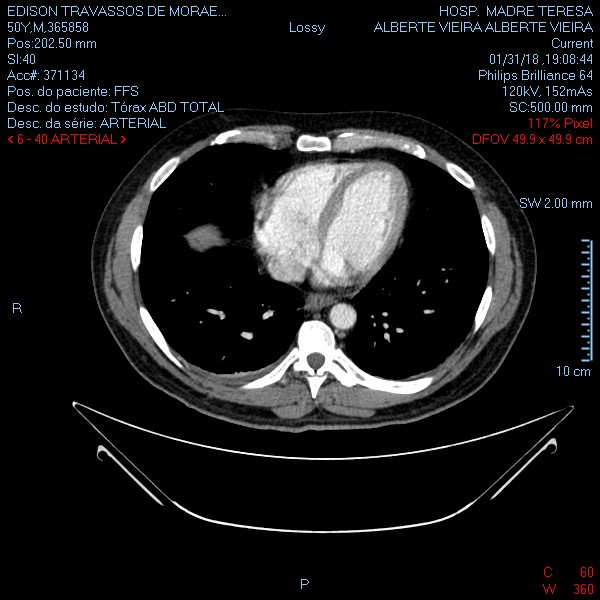 EDISON TRAVASSOS DE MORAE...
50Y,M,365858
Pos:202.50 mm
SI:40
Acc#: 371134
Pos. do paciente: FFS
Desc. do estudo: Tórax ABD TOTAL
Desc. da série: ARTERIAL
< 6 - 40 ARTERIAL >
Lossy
HOSP. MADRE TERESA
ALBERTE VIEIRA ALBERTE VIEIRA
Current
01/31/18 ,19:08:44
Philips Brilliance 64
120kV, 152mAs
SC:500.00 mm
117% Pixel
DFOV 49.9 x 49.9 cm
SW 2.00 mm
R
10 cm
P
C 60
W 360